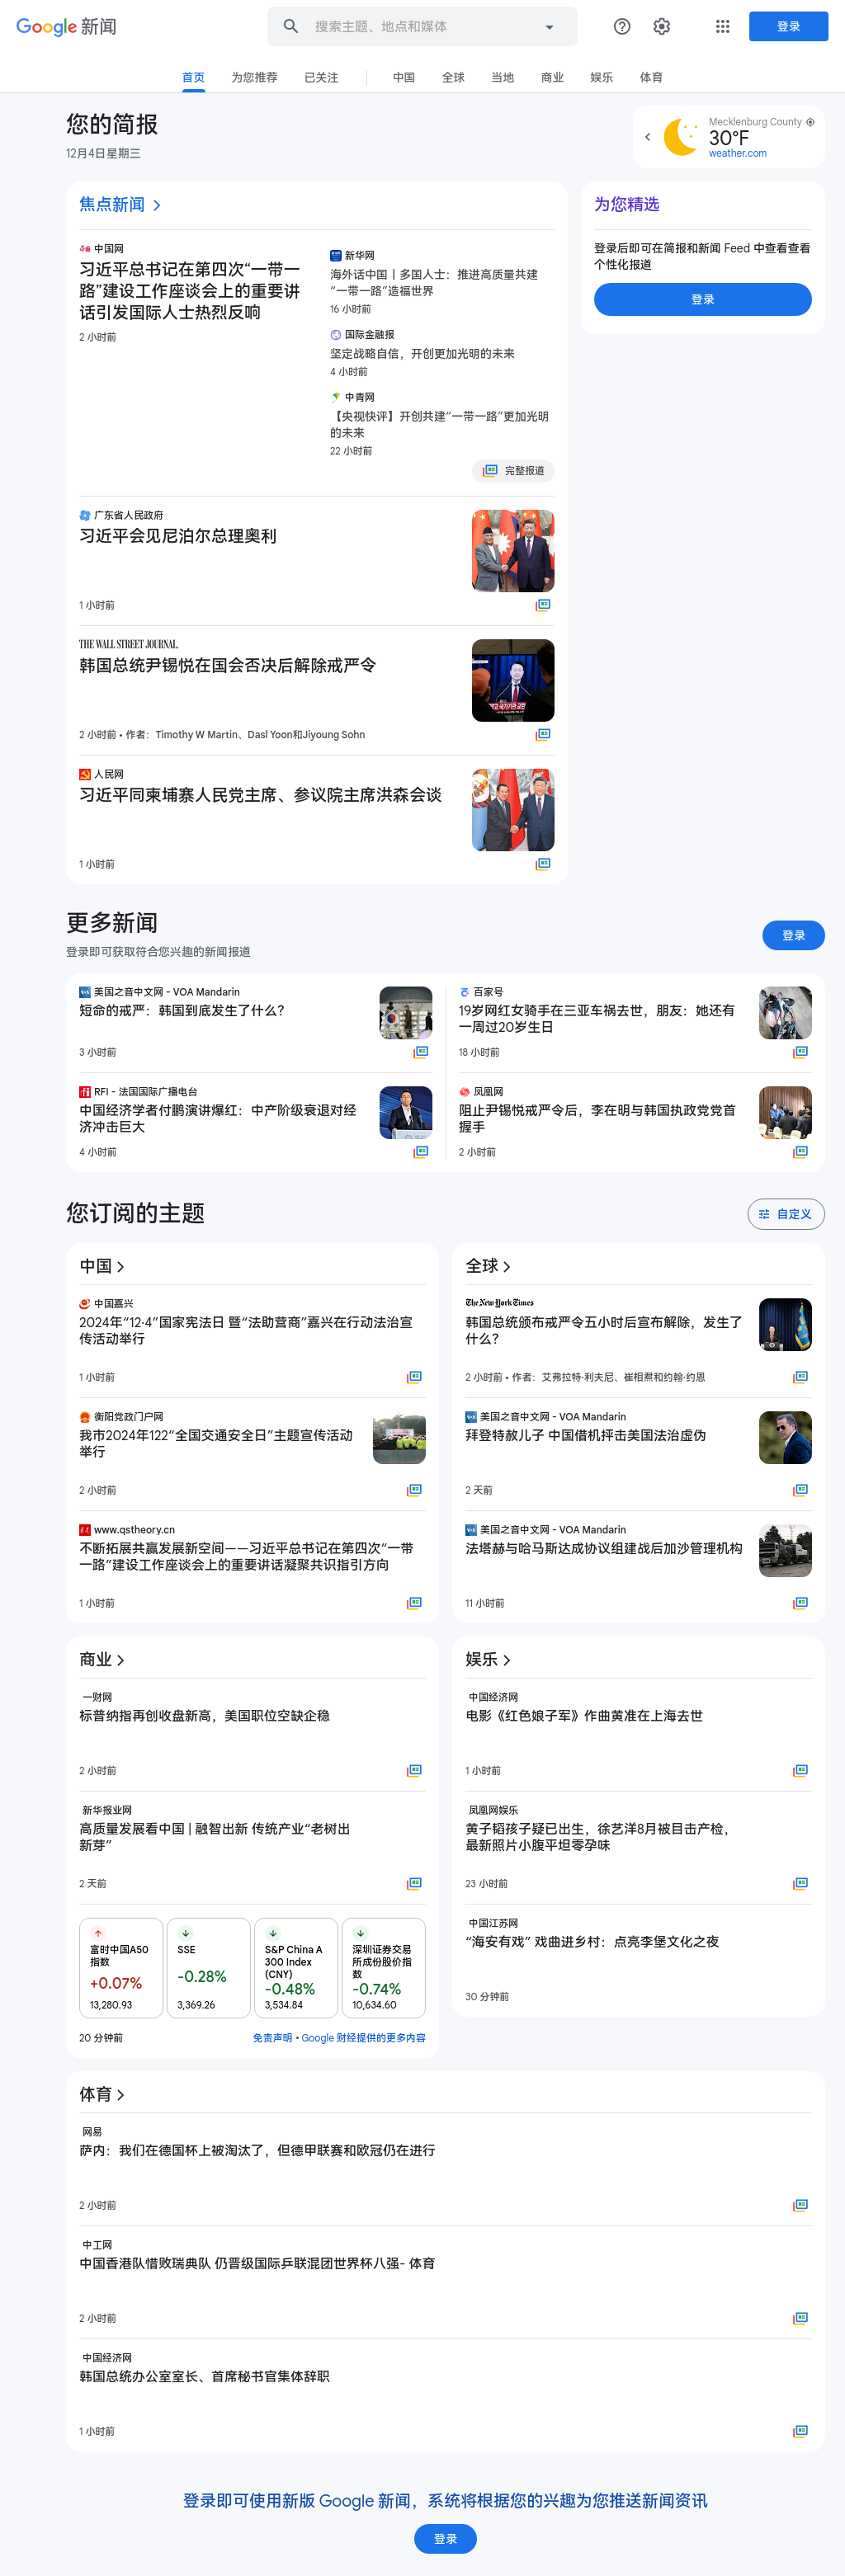 Google 新闻
搜索主题、地点和媒体
登录
首页
为您推荐
已关注
中国
全球
当地
商业
娱乐
体育
您的简报
12月4日星期三
Mecklenburg County
30°F
weather.com
焦点新闻
中国网
习近平总书记在第四次“一带一
路”建设工作座谈会上的重要讲
话引发国际人士热烈反响
2 小时前
新华网
海外话中国丨多国人士：推进高质量共建
“一带一路”造福世界
16 小时前
国际金融报
坚定战略自信，开创更加光明的未来
4 小时前
中青网
【央视快评】开创共建“一带一路”更加光明
的未来
22 小时前
完整报道
为您精选
登录后即可在简报和新闻 Feed 中查看查看
个性化报道
登录
广东省人民政府
习近平会见尼泊尔总理奥利
1 小时前
THE WALL STREET JOURNAL.
韩国总统尹锡悦在国会否决后解除戒严令
2 小时前 • 作者：Timothy W Martin、Dasl Yoon和Jiyoung Sohn
人民网
习近平同柬埔寨人民党主席、参议院主席洪森会谈
1 小时前
更多新闻
登录即可获取符合您兴趣的新闻报道
登录
美国之音中文网 - VOA Mandarin
短命的戒严：韩国到底发生了什么？
3 小时前
百家号
19岁网红女骑手在三亚车祸去世，朋友：她还有
一周过20岁生日
18 小时前
RFI - 法国国际广播电台
中国经济学者付鹏演讲爆红：中产阶级衰退对经
济冲击巨大
4 小时前
凤凰网
阻止尹锡悦戒严令后，李在明与韩国执政党党首
握手
2 小时前
您订阅的主题
自定义
中国
中国嘉兴
2024年“12·4”国家宪法日 暨“法助营商”嘉兴在行动法治宣
传活动举行
1 小时前
衡阳党政门户网
我市2024年122“全国交通安全日”主题宣传活动
举行
2 小时前
www.qstheory.cn
不断拓展共赢发展新空间——习近平总书记在第四次“一带
一路”建设工作座谈会上的重要讲话凝聚共识指引方向
1 小时前
全球
The New York Times
韩国总统颁布戒严令五小时后宣布解除，发生了
什么？
2 小时前 • 作者：艾弗拉特·利夫尼、崔相焄和约翰·约恩
美国之音中文网 - VOA Mandarin
拜登特赦儿子 中国借机抨击美国法治虚伪
2 天前
美国之音中文网 - VOA Mandarin
法塔赫与哈马斯达成协议组建战后加沙管理机构
11 小时前
商业
一财网
标普纳指再创收盘新高，美国职位空缺企稳
2 小时前
新华报业网
高质量发展看中国 | 融智出新 传统产业“老树出
新芽”
2 天前
富时中国A50
指数
+0.07%
13,280.93
SSE
-0.28%
3,369.26
S&P China A
300 Index
(CNY)
-0.48%
3,534.84
深圳证券交易
所成份股价指
数
-0.74%
10,634.60
20 分钟前
免责声明 • Google 财经提供的更多内容
娱乐
中国经济网
电影《红色娘子军》作曲黄准在上海去世
1 小时前
凤凰网娱乐
黄子韬孩子疑已出生，徐艺洋8月被目击产检，
最新照片小腹平坦零孕味
23 小时前
中国江苏网
“海安有戏” 戏曲进乡村：点亮李堡文化之夜
30 分钟前
体育
网易
萨内：我们在德国杯上被淘汰了，但德甲联赛和欧冠仍在进行
2 小时前
中工网
中国香港队惜败瑞典队 仍晋级国际乒联混团世界杯八强- 体育
2 小时前
中国经济网
韩国总统办公室室长、首席秘书官集体辞职
1 小时前
登录即可使用新版 Google 新闻，系统将根据您的兴趣为您推送新闻资讯
登录